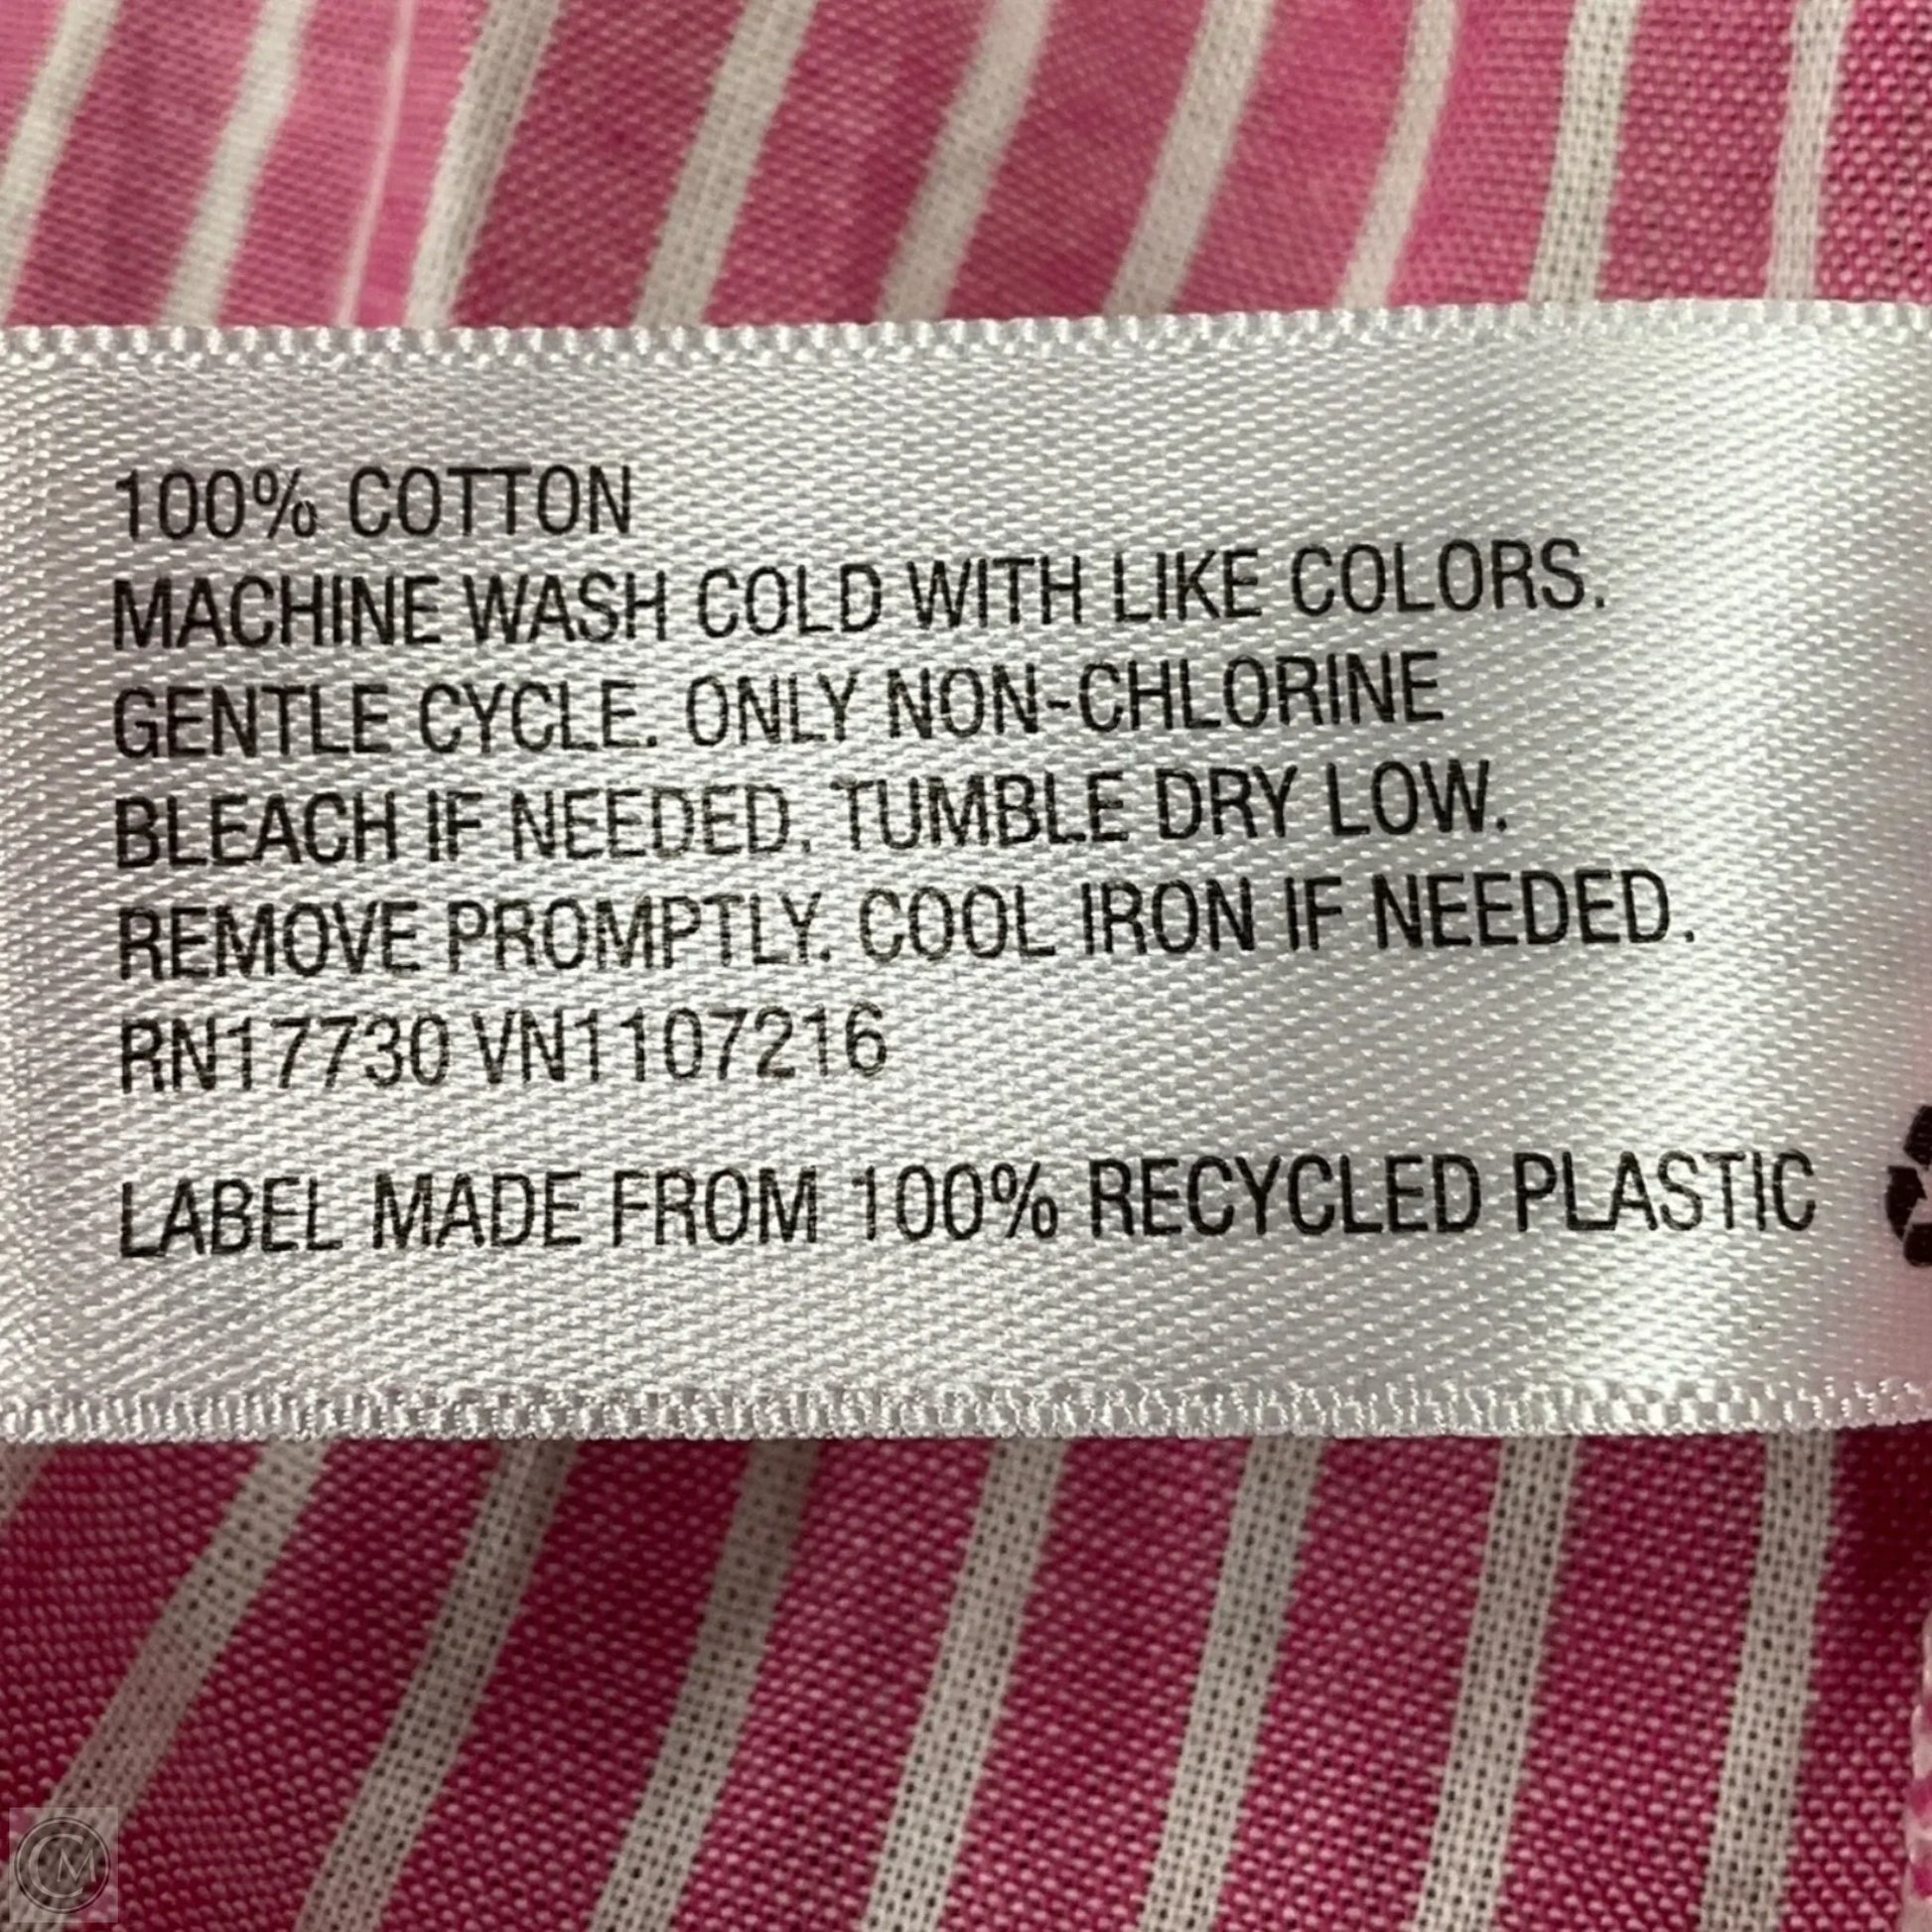 100% COTTON
MACHINE WASH COLD WITH LIKE COLORS.
GENTLE CYCLE. ONLY NON-CHLORINE
BLEACH IF NEEDED. TUMBLE DRY LOW.
REMOVE PROMPTLY. COOL IRON IF NEEDED.
RN17730 VN1107216
LABEL MADE FROM 100% RECYCLED PLASTIC
CM